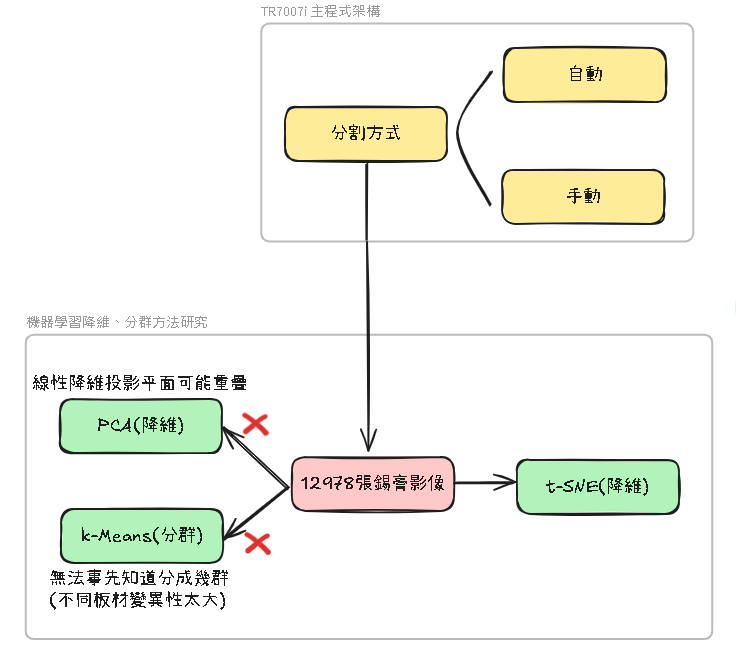 TR7007i 主程式架構
自動
分割方式
手動
機器學習降維、分群方法研究
線性降維投影平面可能重疊
PCA(降維)
12978張錫膏影像
t-SNE(降維)
k-Means(分群)
無法事先知道分成幾群
(不同板材變異性太大)